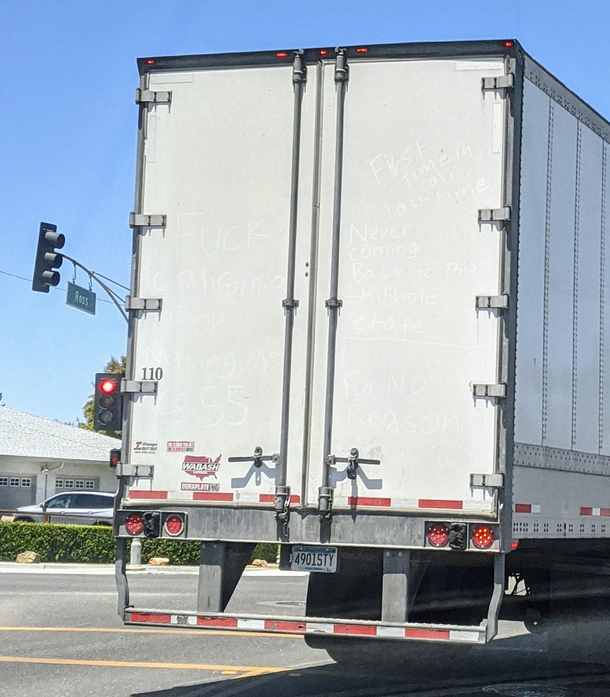 First
Time in
Cali
Last time
Fuck
California
For
Making Me
Go 55
Never
coming
Back to This
shithole
state
For No
Reason
Ross
110
WABASH
DURAPLATE
4901STY